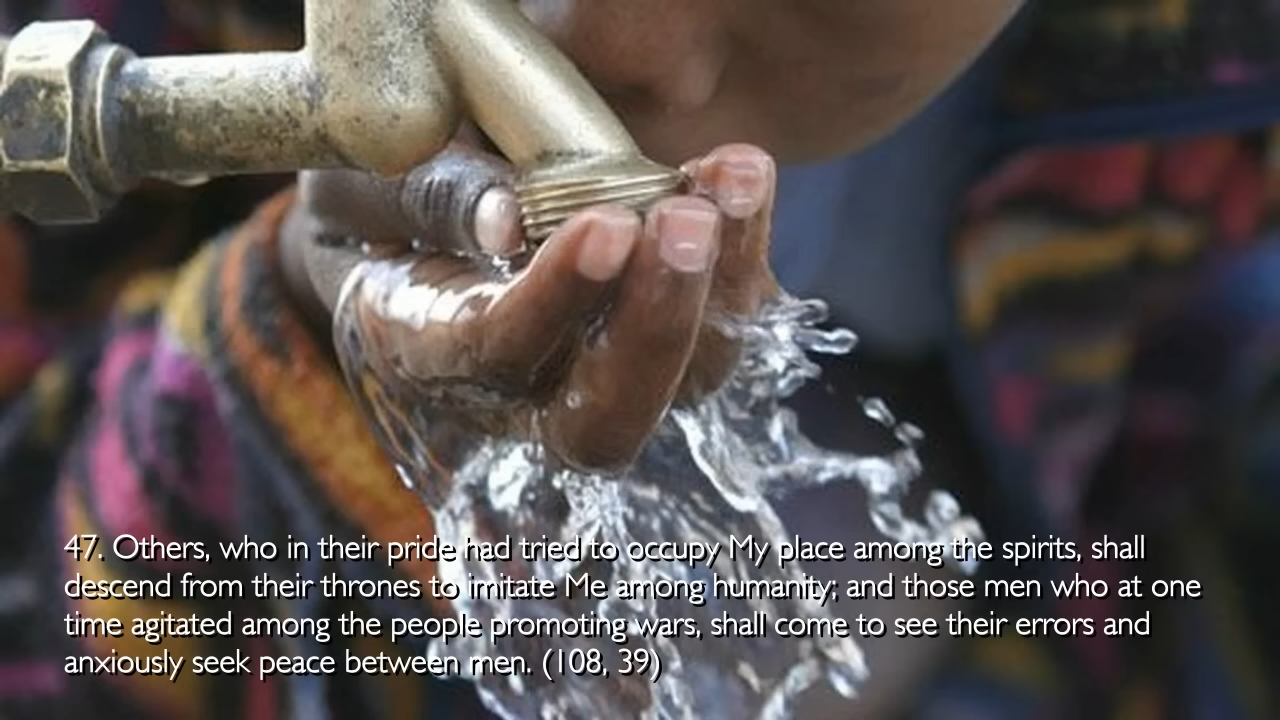 47. Others, who in their pride had tried to occupy My place among the spirits, shall
descend from their thrones to imitate Me among humanity; and those men who at one
time agitated among the people promoting wars, shall come to see their errors and
anxiously seek peace between men. (108, 39)